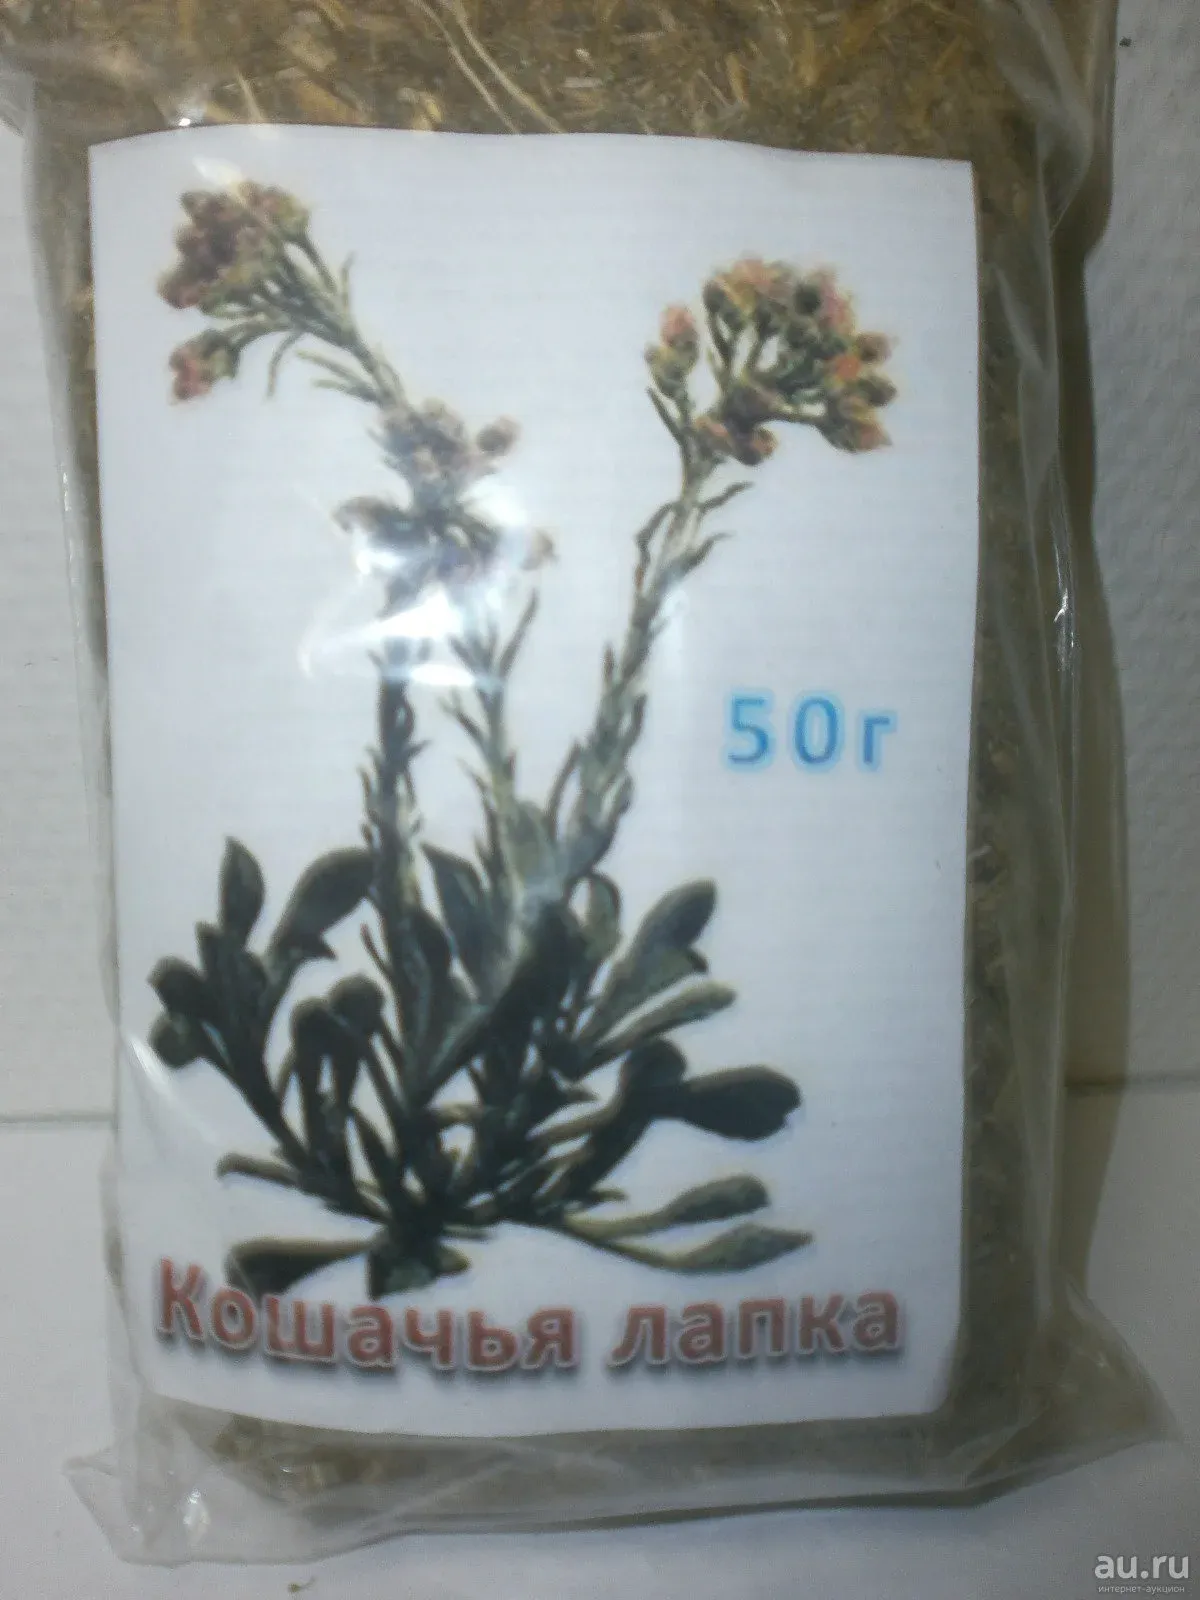 50г
Кошачья лапка
au.ru
интернет-аукцион